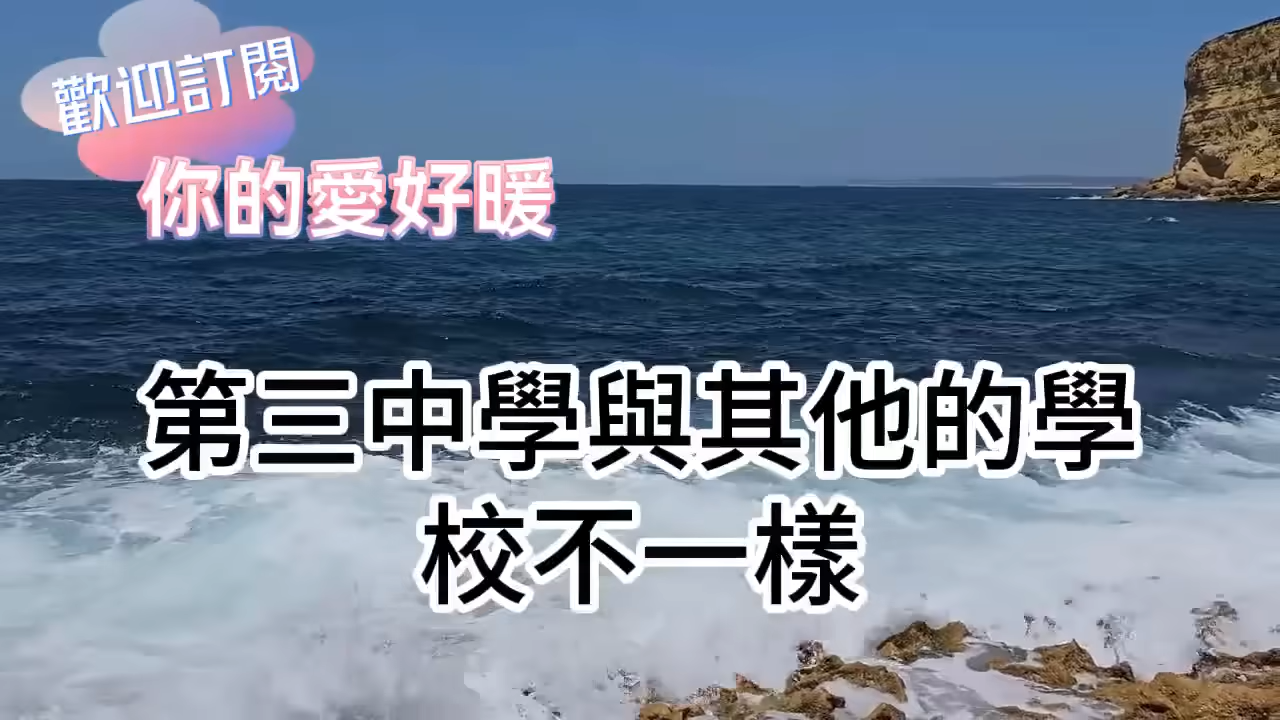 歡迎訂閱
你的愛好暖
第三中學與其他的學
校不一樣